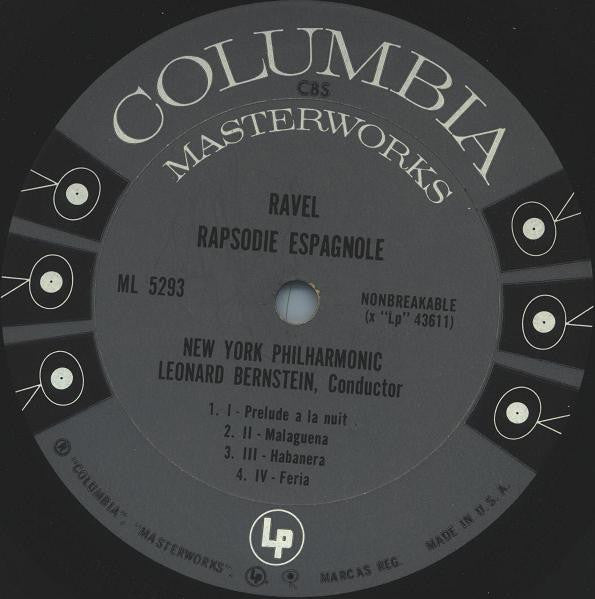 COLUMBIA
CBS
MASTERWORKS
RAVEL
RAPSODIE ESPAGNOLE
ML 5293
NONBREAKABLE
(x "Lp" 43611)
NEW YORK PHILHARMONIC
LEONARD BERNSTEIN, Conductor
1. I - Prelude a la nuit
2. II - Malaguena
3. III - Habanera
4. IV - Feria
Lp
® "COLUMBIA", "MASTERWORKS", Lp, MARCAS REG. MADE IN U.S.A.